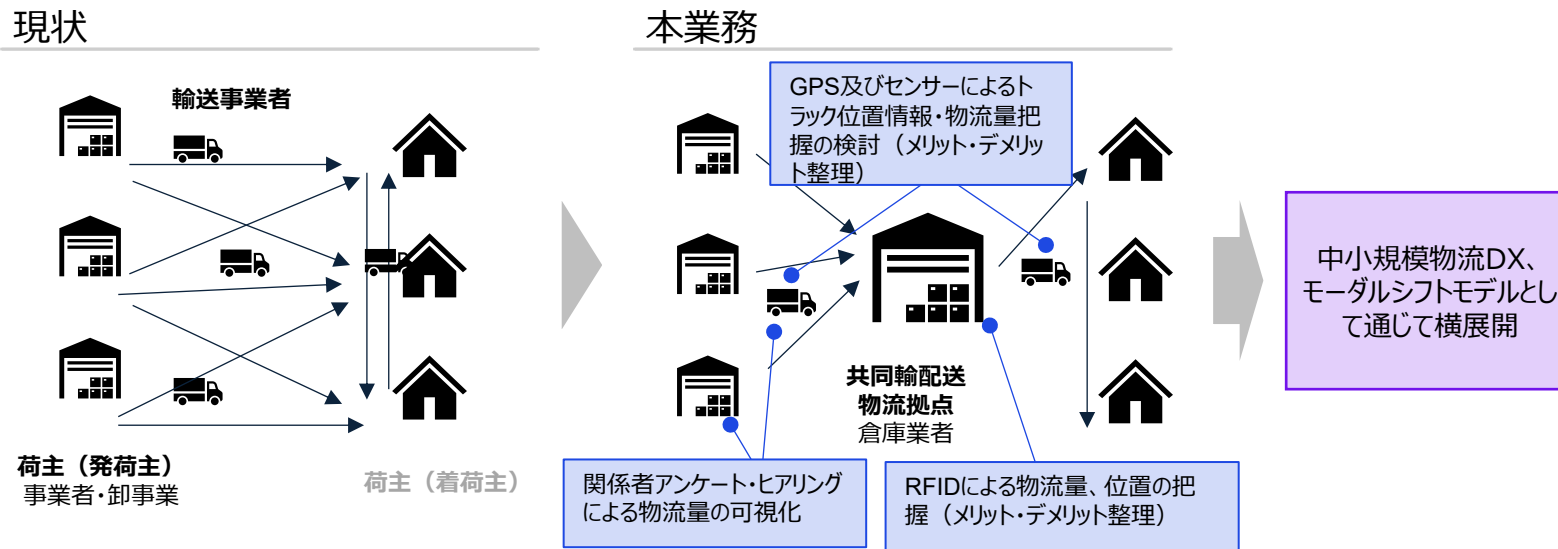 現状
本業務
輸送事業者
GPS及びセンサーによるト
ラック位置情報・物流量把
握の検討（メリット・デメリッ
ト整理）
中小規模物流DX、
モーダルシフトモデルとし
て通じて横展開
共同輸配送
物流拠点
倉庫業者
荷主（発荷主）
事業者・卸事業
荷主（着荷主）
関係者アンケート・ヒアリング
による物流量の可視化
RFIDによる物流量、位置の把
握（メリット・デメリット整理）